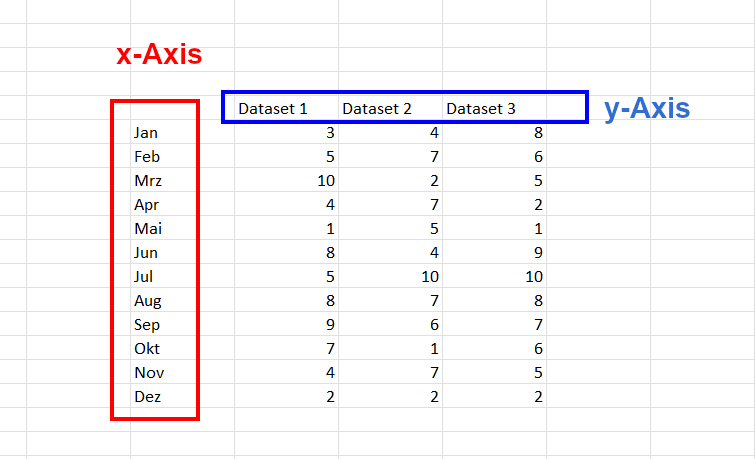 x-Axis
Dataset 1 Dataset 2 Dataset 3 y-Axis
Jan 3 4 8
Feb 5 7 6
Mrz 10 2 5
Apr 4 7 2
Mai 1 5 1
Jun 8 4 9
Jul 5 10 10
Aug 8 7 8
Sep 9 6 7
Okt 7 1 6
Nov 4 7 5
Dez 2 2 2